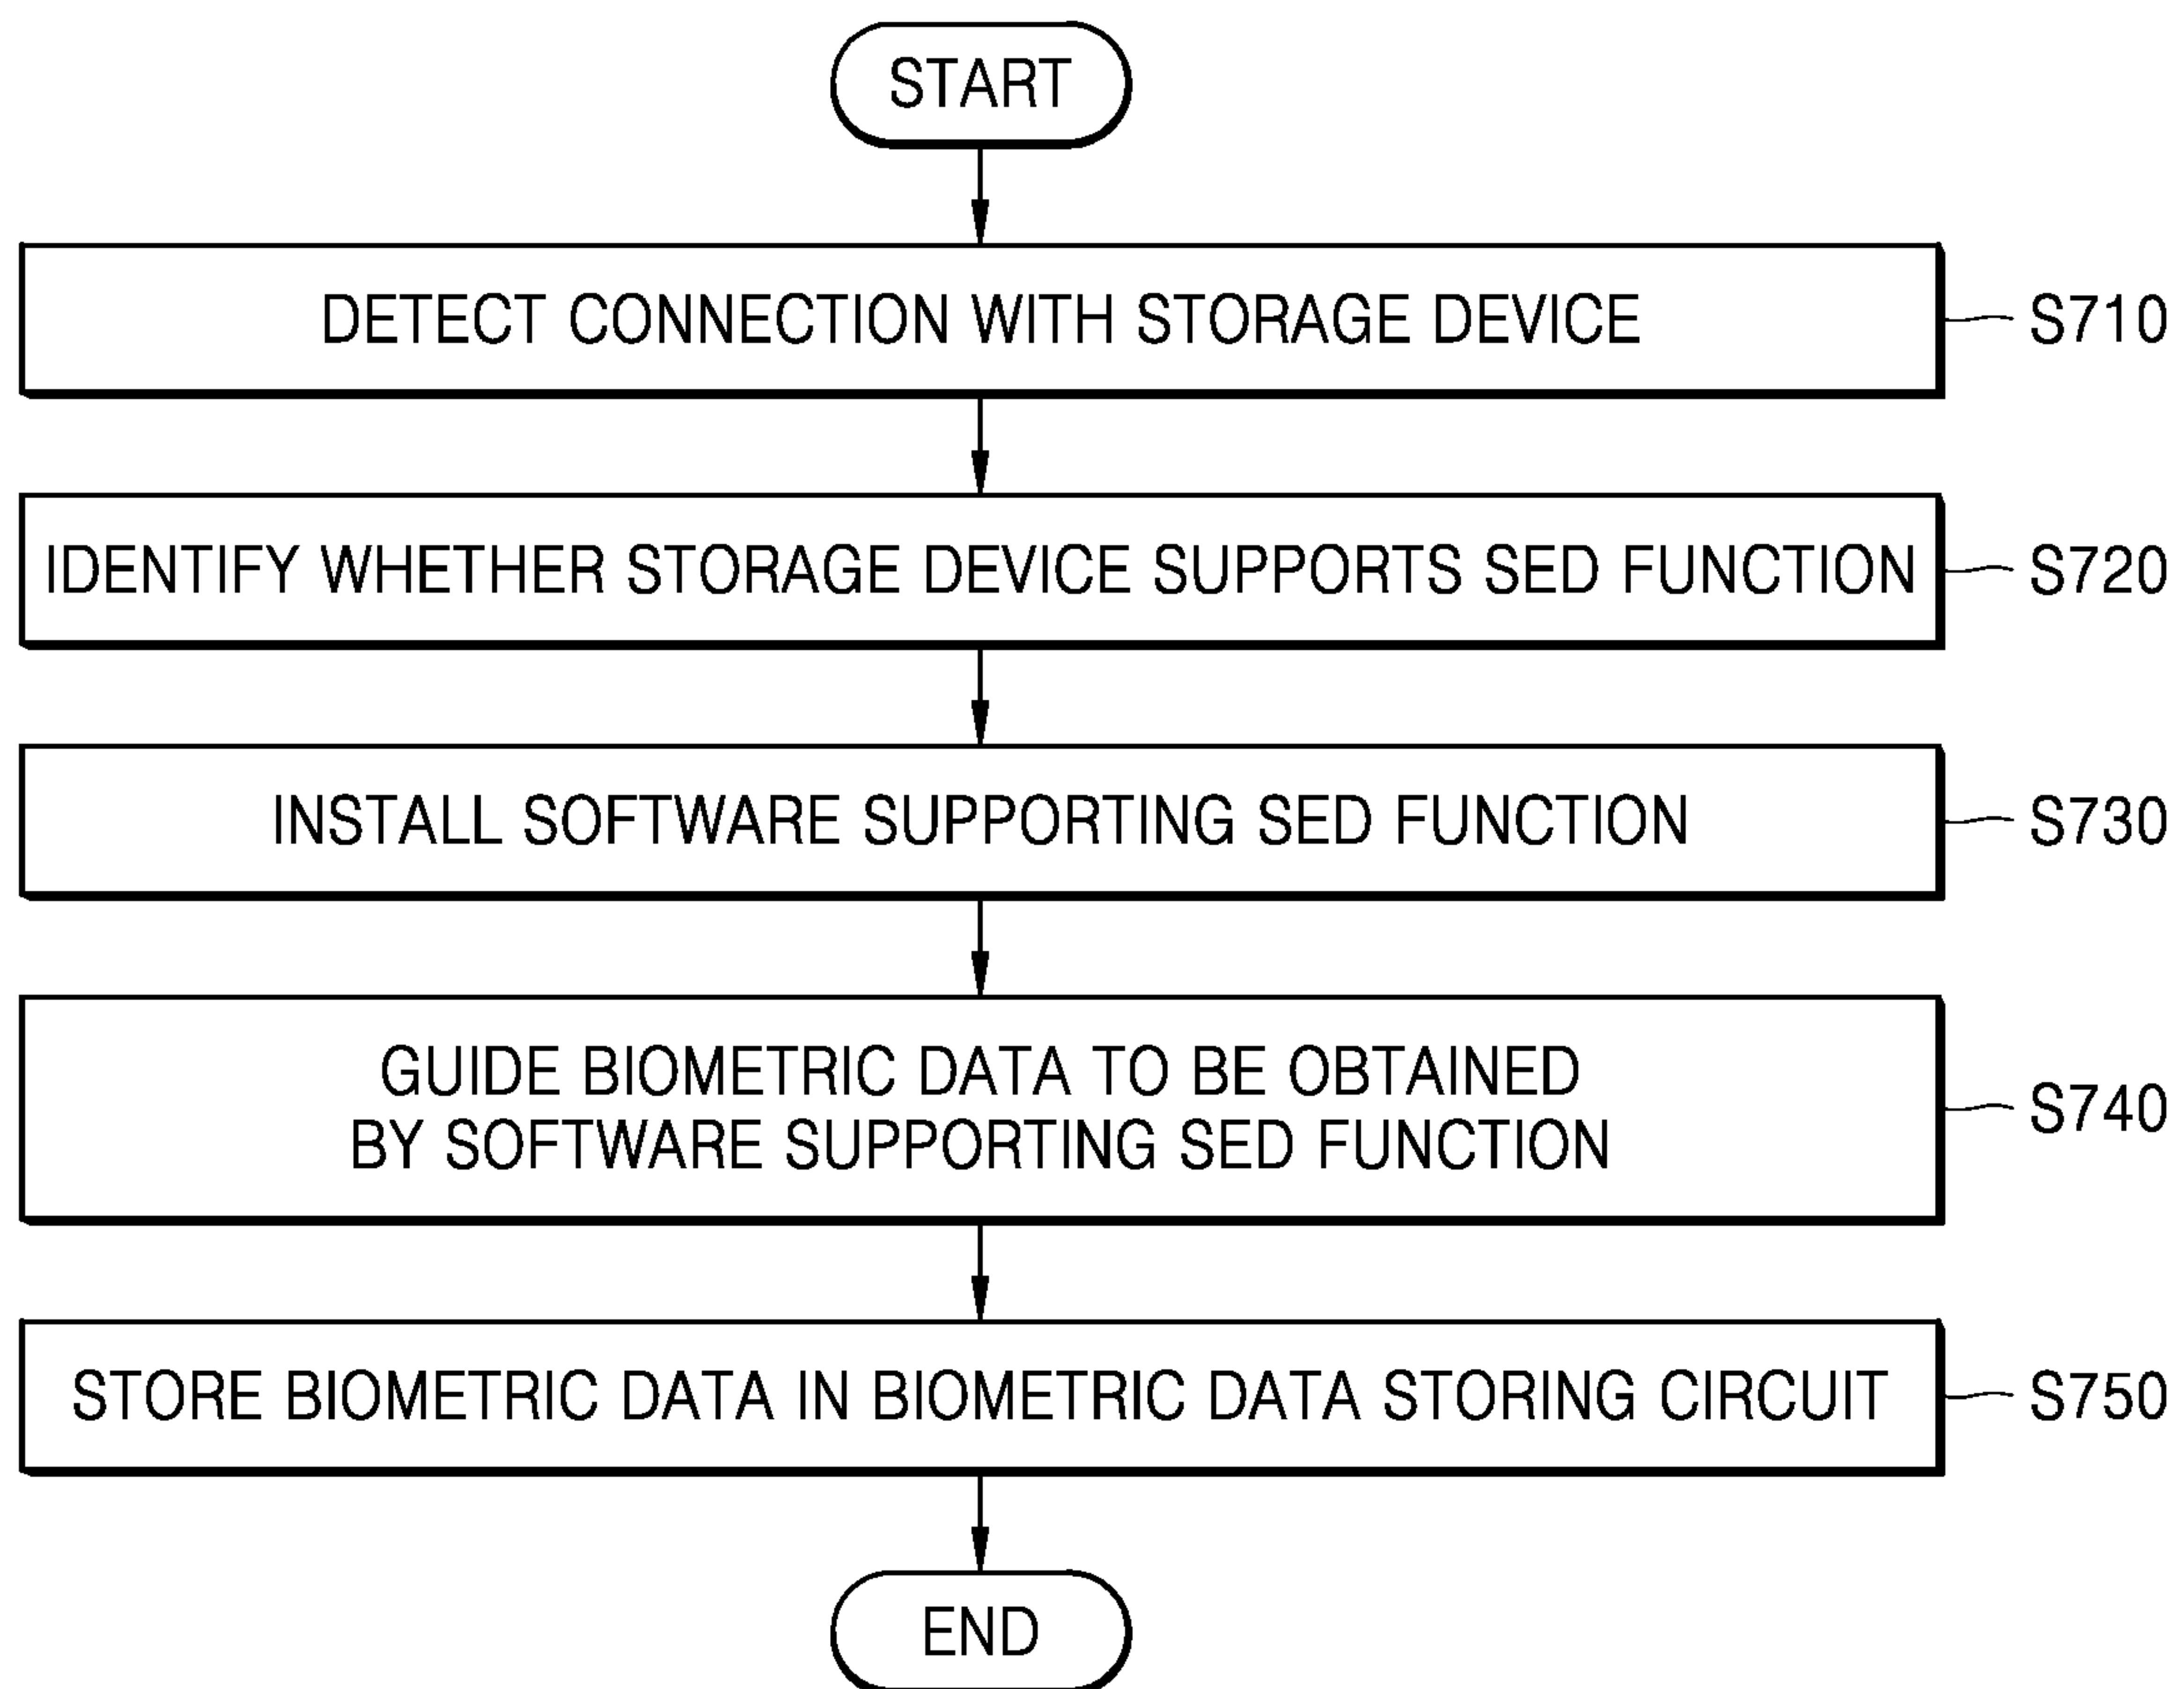 START
DETECT CONNECTION WITH STORAGE DEVICE
S710
IDENTIFY WHETHER STORAGE DEVICE SUPPORTS SED FUNCTION
S720
INSTALL SOFTWARE SUPPORTING SED FUNCTION
S730
GUIDE BIOMETRIC DATA TO BE OBTAINED
BY SOFTWARE SUPPORTING SED FUNCTION
S740
STORE BIOMETRIC DATA IN BIOMETRIC DATA STORING CIRCUIT
S750
END